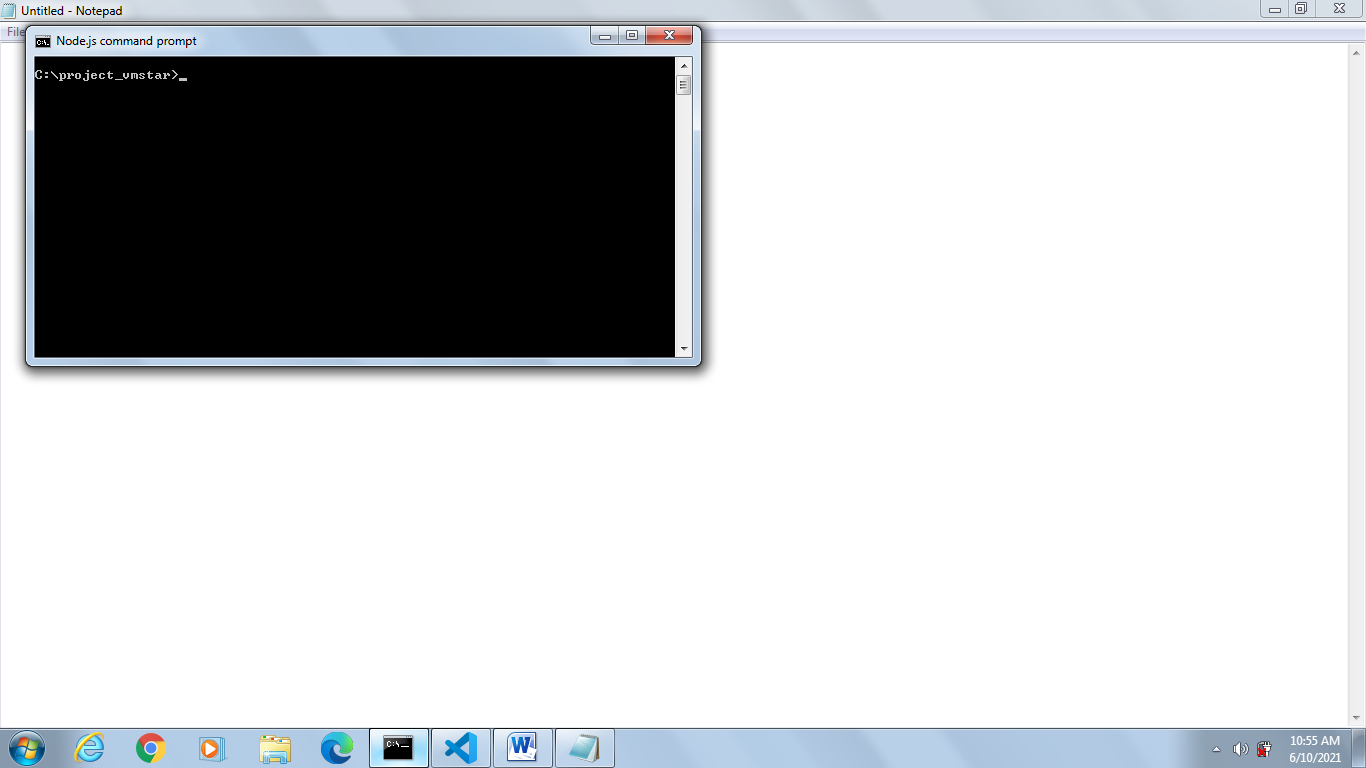 Untitled - Notepad
File
Node.js command prompt
C:\project_vmstar>_
10:55 AM
6/10/2021